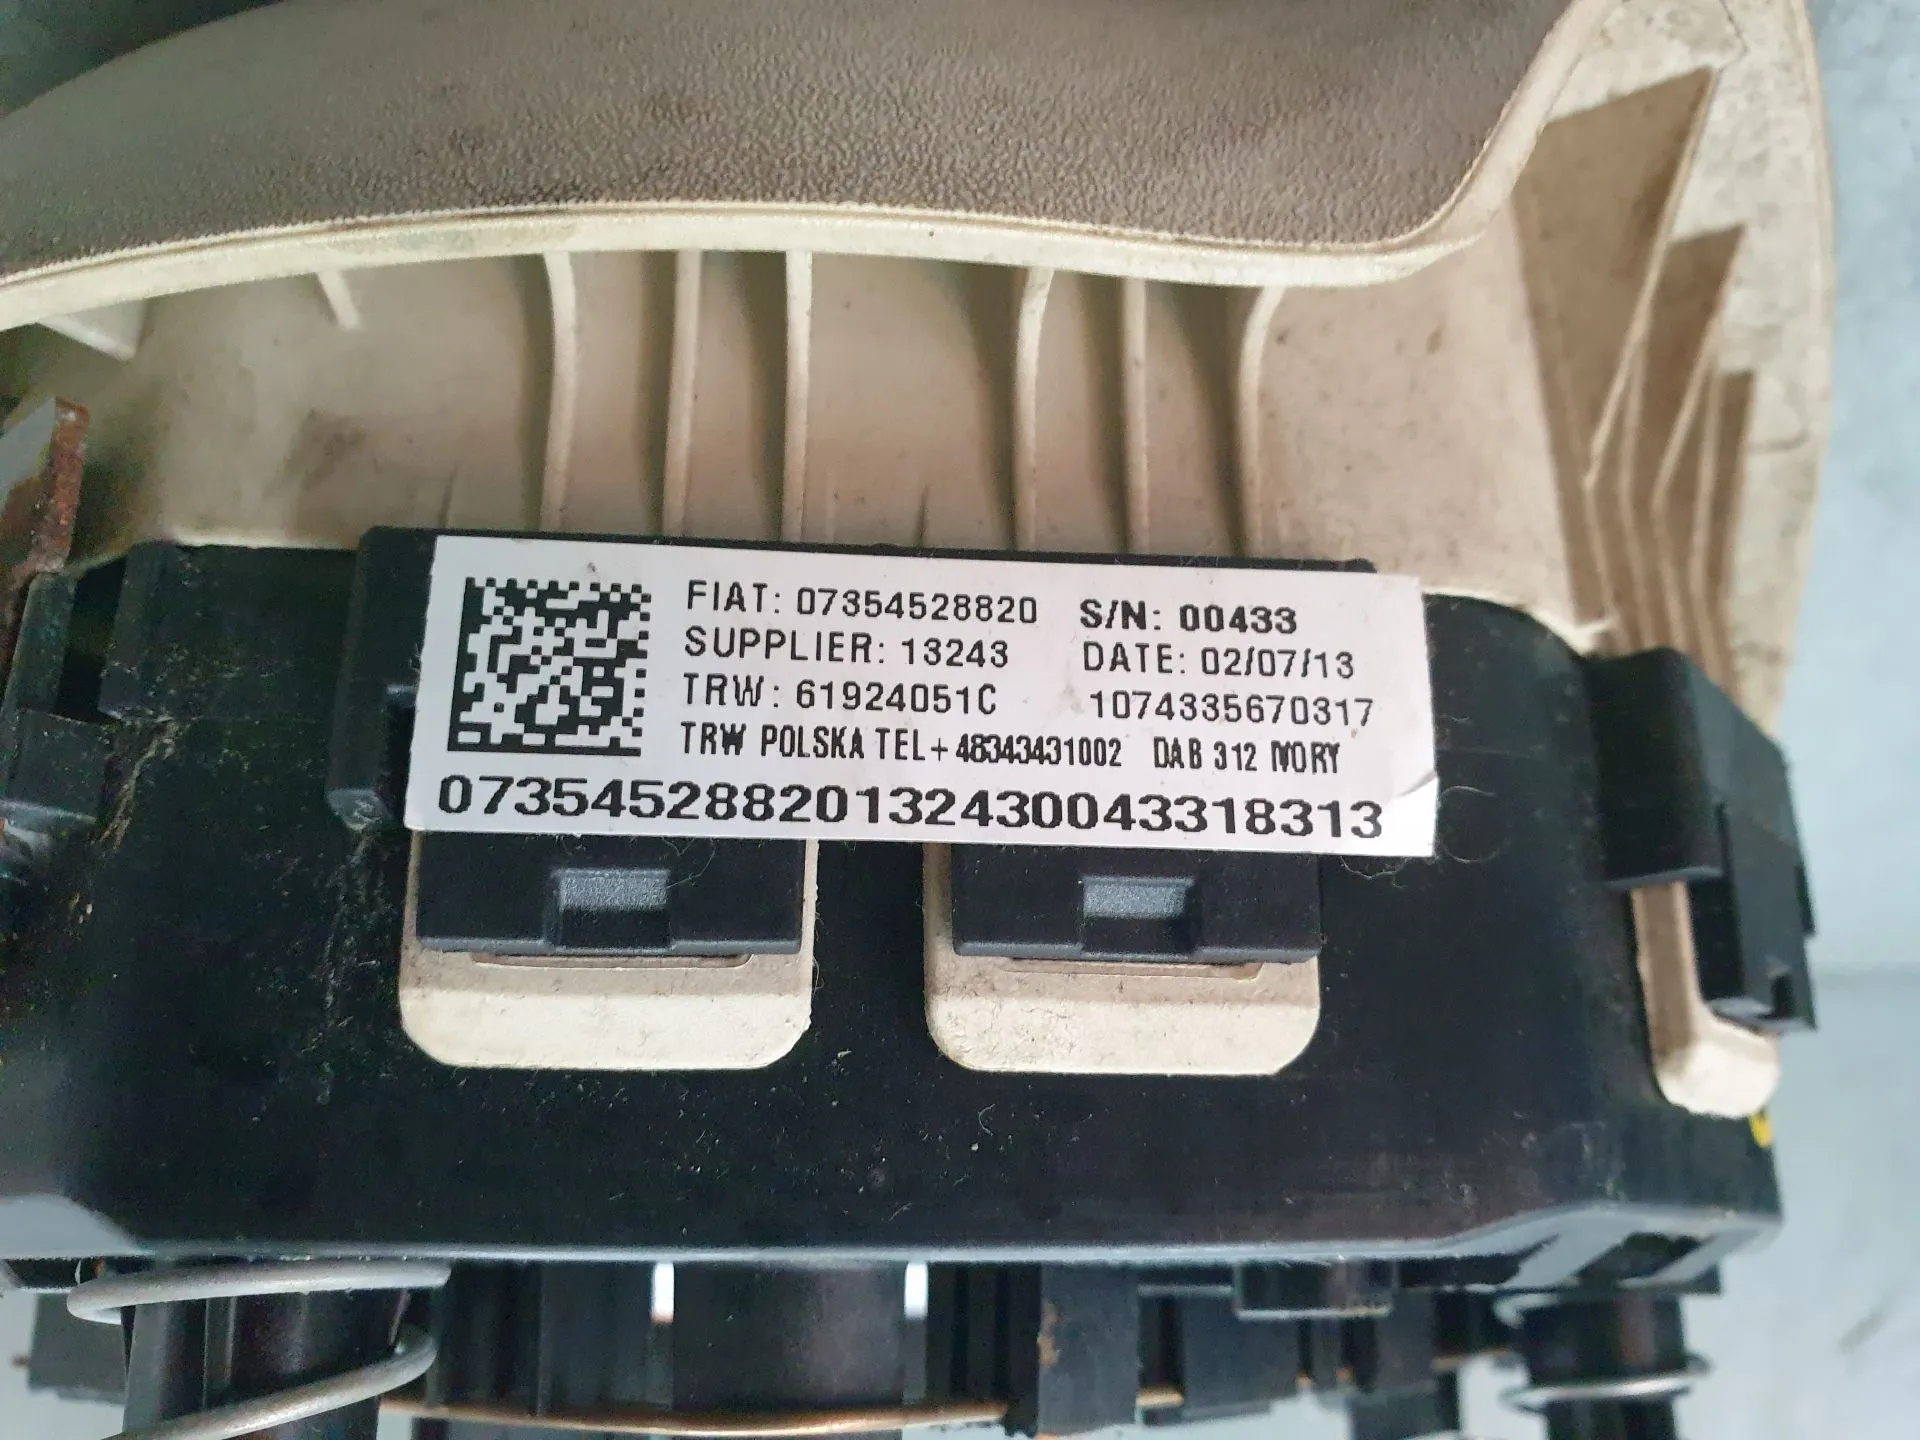 FIAT: 07354528820 S/N: 00433
SUPPLIER: 13243 DATE: 02/07/13
TRW: 61924051C 1074335670317
TRW POLSKA TEL+48343431002 DAB 312 IVORY
07354528820132430043318313